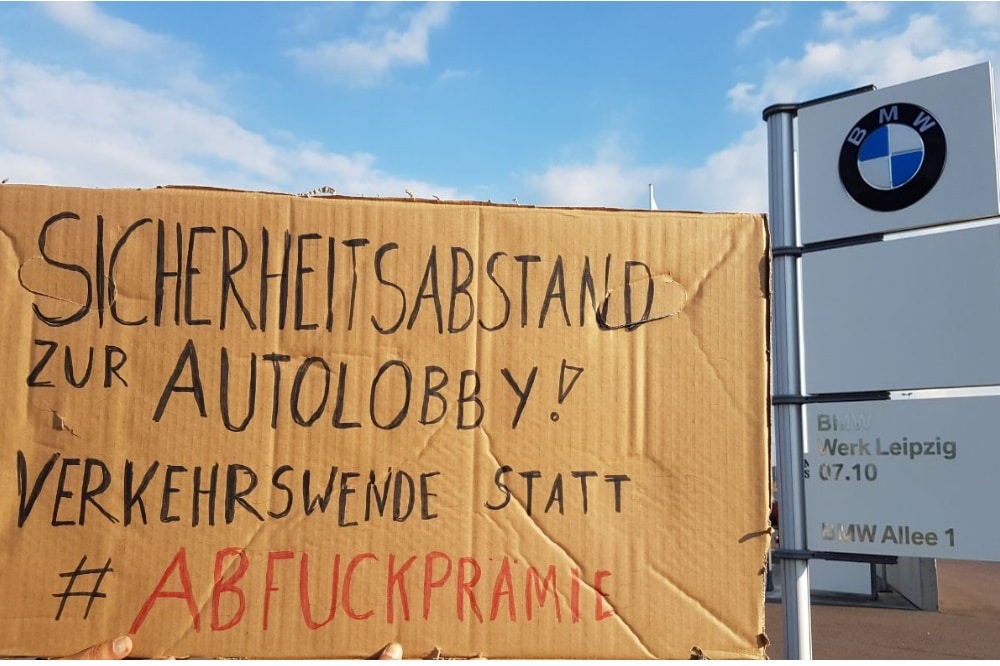 SICHERHEITSABSTAND
ZUR AUTOLOBBY!
VERKEHRSWENDE STATT
# ABFUCKPRÄMIE
BMW
BMW
Werk Leipzig
07.10
BMW Allee 1